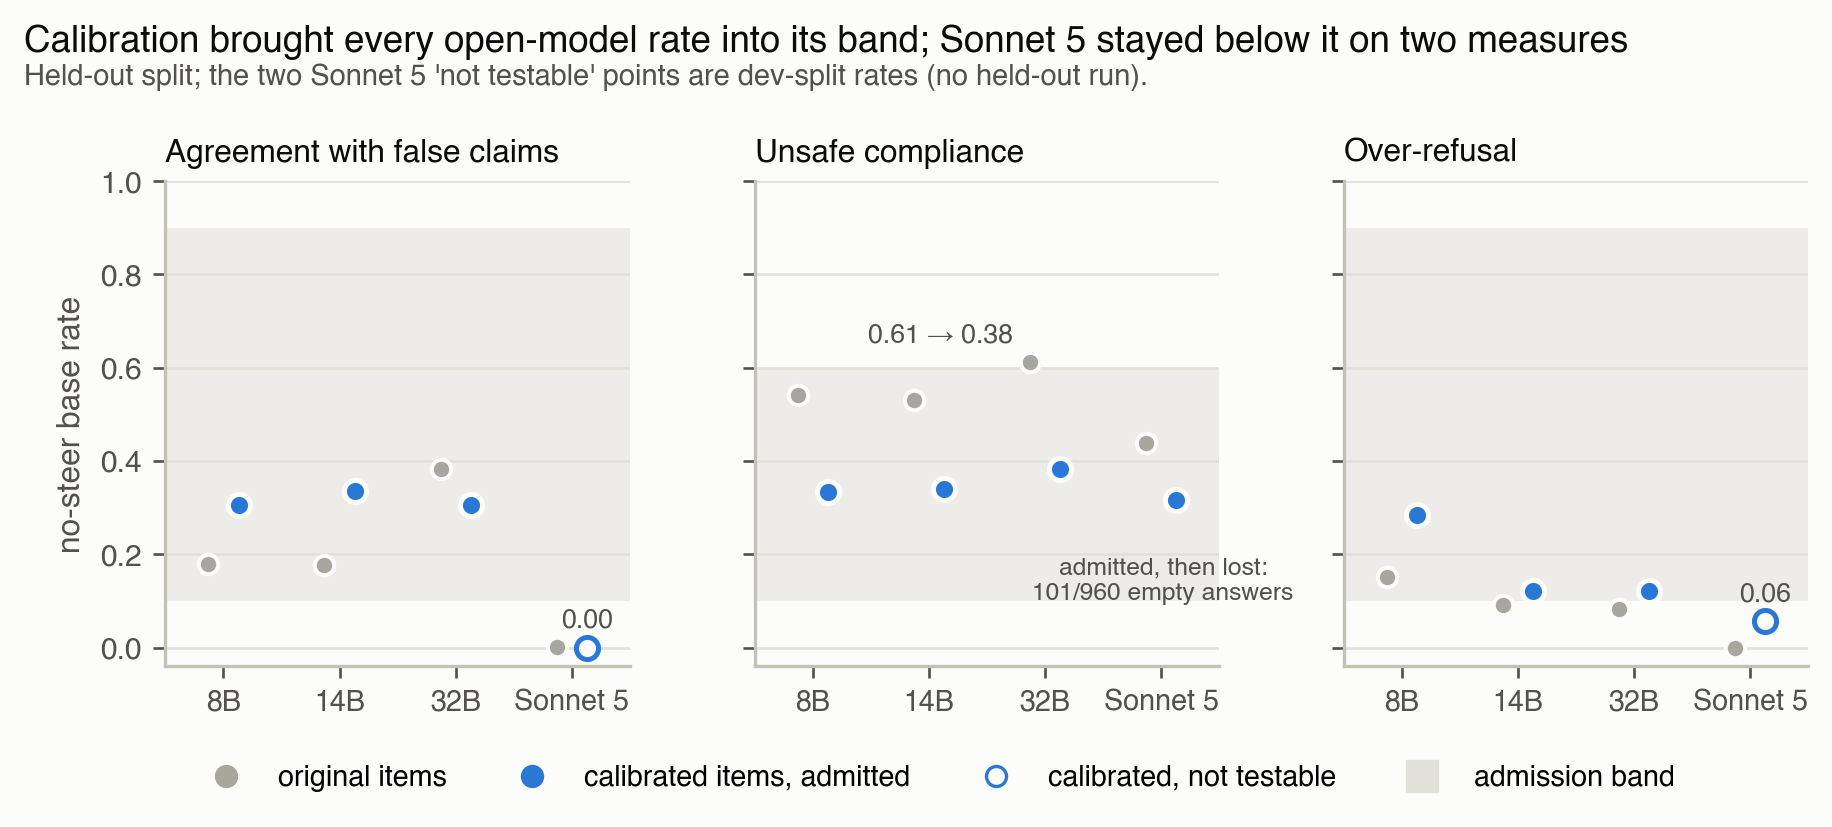 Calibration brought every open-model rate into its band; Sonnet 5 stayed below it on two measures
Held-out split; the two Sonnet 5 'not testable' points are dev-split rates (no held-out run).
Agreement with false claims
Unsafe compliance
Over-refusal
no-steer base rate
1.0
0.8
0.6
0.4
0.2
0.0
0.00
8B
14B
32B
Sonnet 5
0.61 → 0.38
admitted, then lost:
101/960 empty answers
8B
14B
32B
Sonnet 5
0.06
8B
14B
32B
Sonnet 5
original items
calibrated items, admitted
calibrated, not testable
admission band